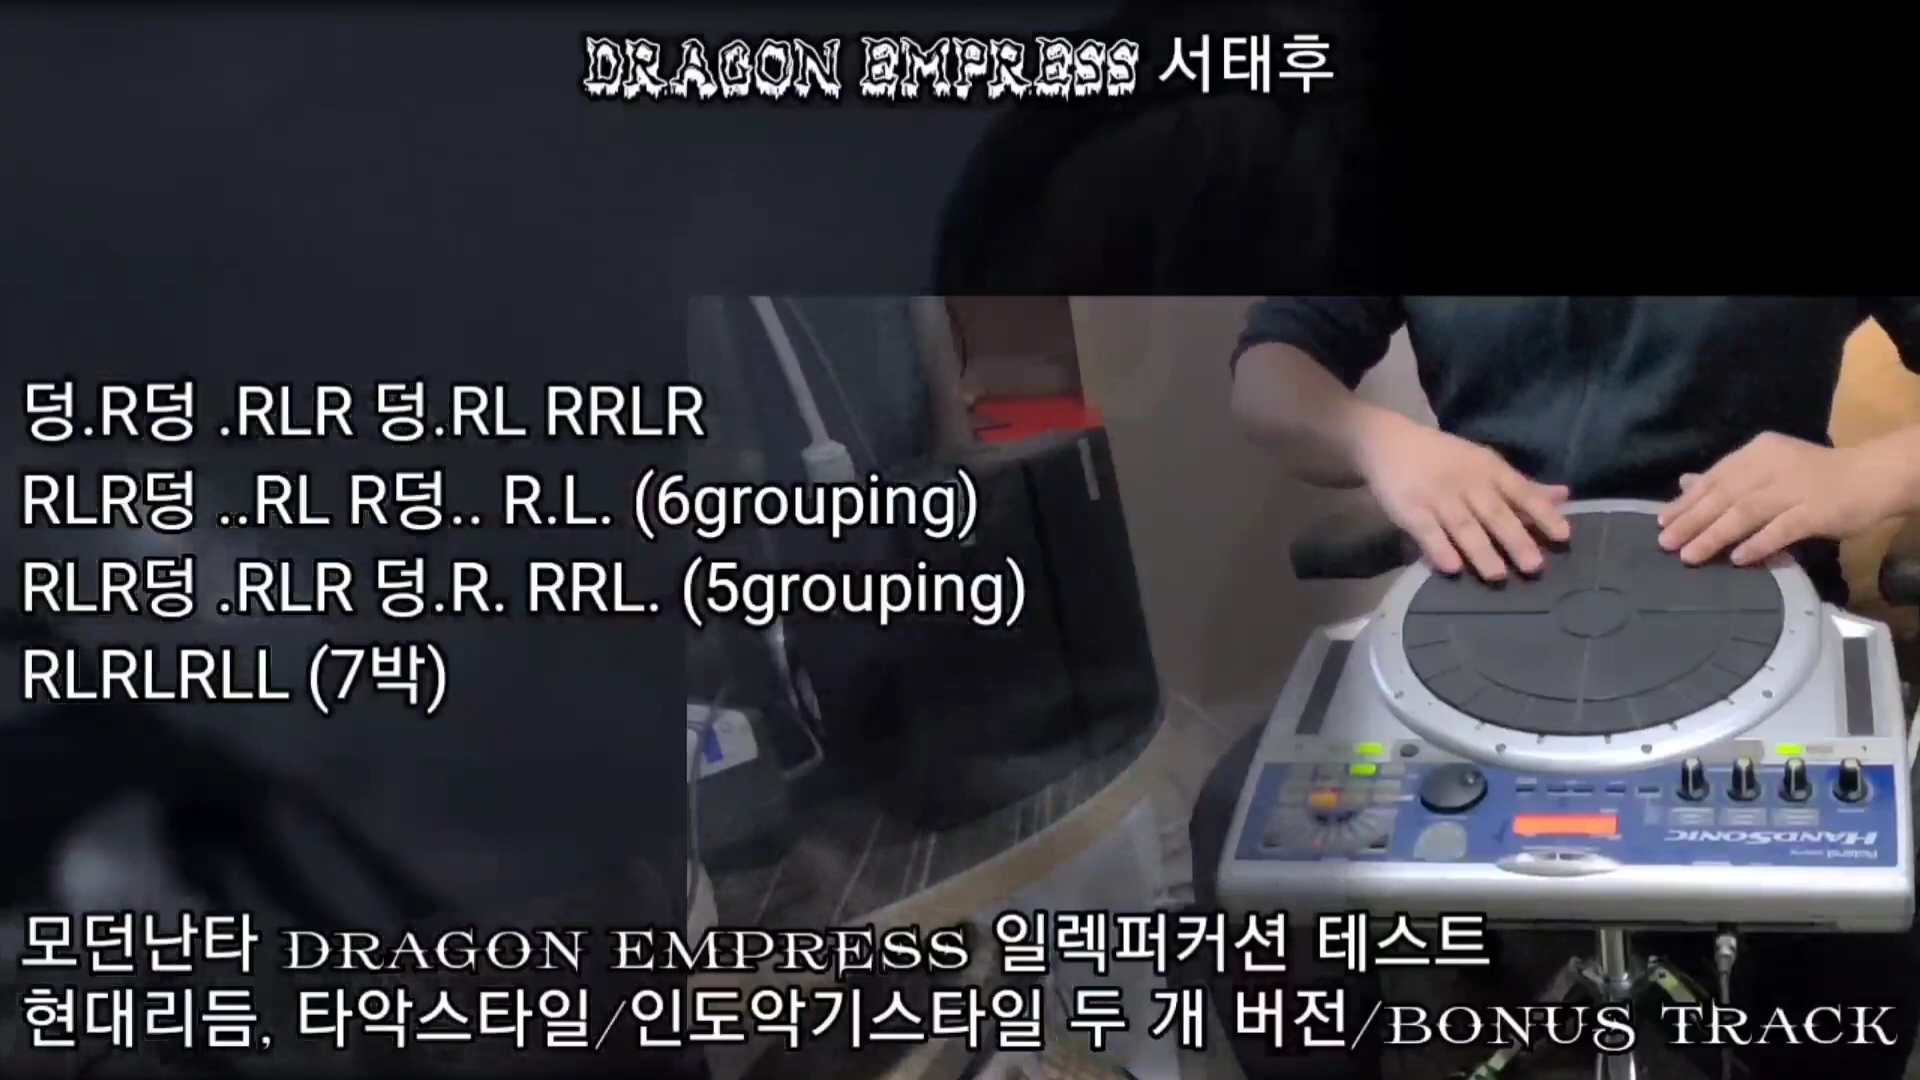 DRAGON EMPRESS 서태후
덩.R덩 .RLR 덩.RL RRLR
RLR덩 ..RL R덩.. R.L. (6grouping)
RLR덩 .RLR 덩.R. RRL. (5grouping)
RLRLRLL (7박)
HANDSONIC
Roland
모던난타 DRAGON EMPRESS 일렉퍼커션 테스트
현대리듬, 타악스타일/인도악기스타일 두 개 버전/BONUS TRACK